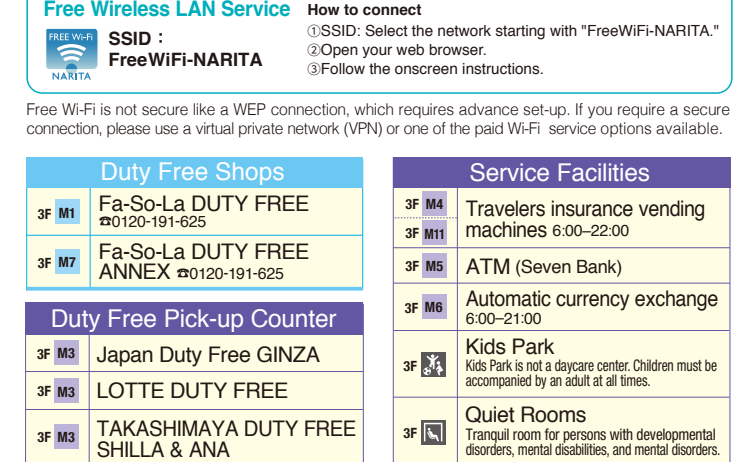 Free Wireless LAN Service
FREE Wi-Fi
NARITA
SSID：
FreeWiFi-NARITA
How to connect
①SSID: Select the network starting with "FreeWiFi-NARITA."
②Open your web browser.
③Follow the onscreen instructions.
Free Wi-Fi is not secure like a WEP connection, which requires advance set-up. If you require a secure
connection, please use a virtual private network (VPN) or one of the paid Wi-Fi service options available.
Duty Free Shops
3F M1 Fa-So-La DUTY FREE
☎0120-191-625
3F M7 Fa-So-La DUTY FREE
ANNEX ☎0120-191-625
Duty Free Pick-up Counter
3F M3 Japan Duty Free GINZA
3F M3 LOTTE DUTY FREE
3F M3 TAKASHIMAYA DUTY FREE
SHILLA & ANA
Service Facilities
3F M4
3F M11
Travelers insurance vending
machines 6:00–22:00
3F M5 ATM (Seven Bank)
3F M6 Automatic currency exchange
6:00–21:00
3F Kids Park
Kids Park is not a daycare center. Children must be
accompanied by an adult at all times.
3F Quiet Rooms
Tranquil room for persons with developmental
disorders, mental disabilities, and mental disorders.